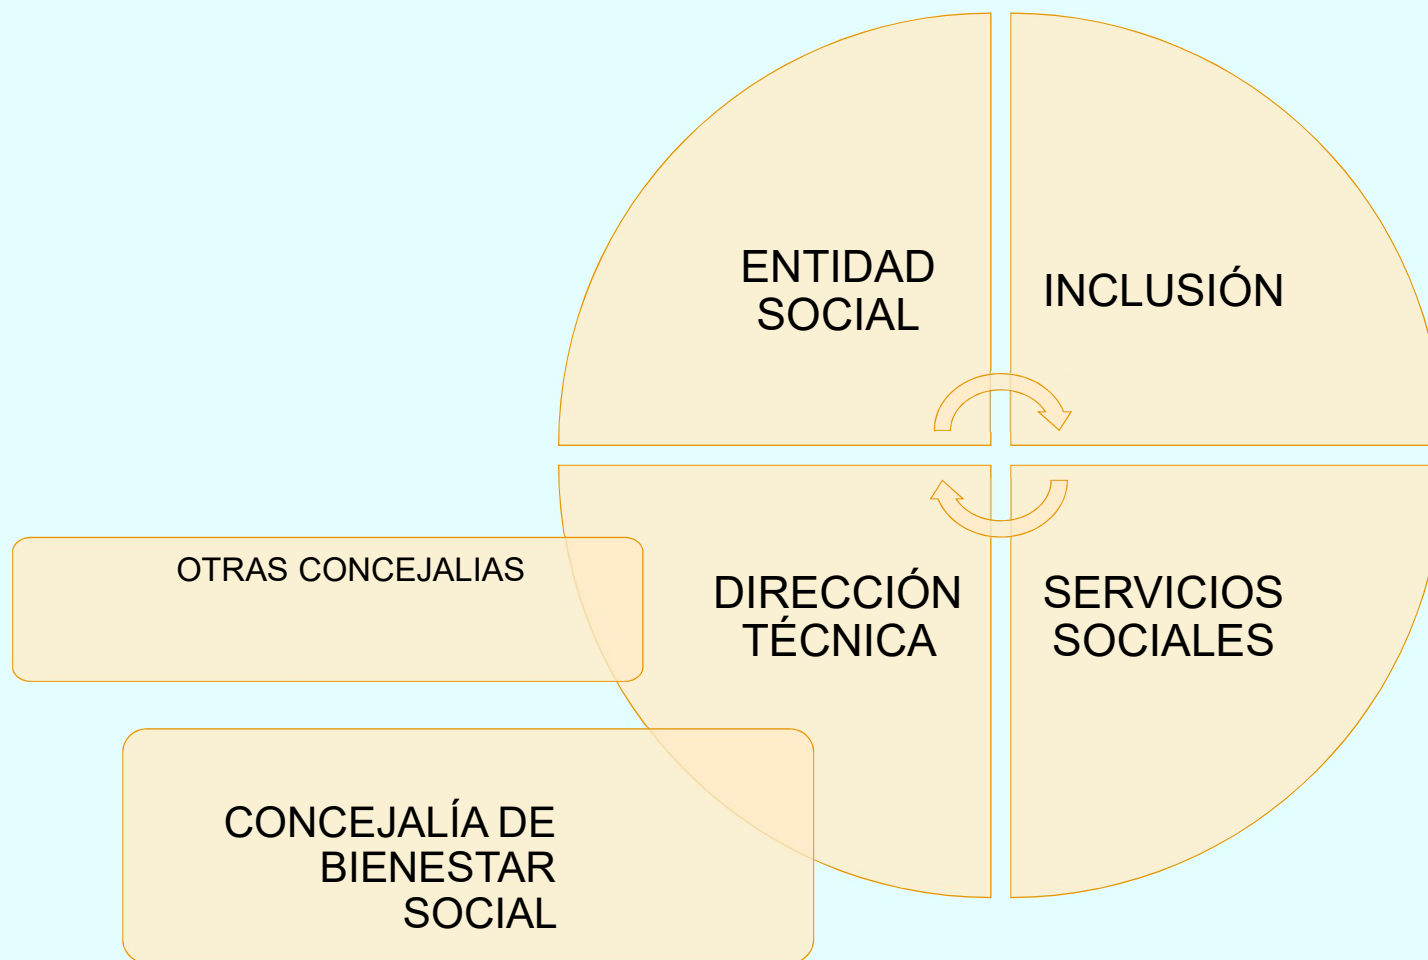 ENTIDAD
SOCIAL
INCLUSIÓN
OTRAS CONCEJALIAS
DIRECCIÓN
TÉCNICA
SERVICIOS
SOCIALES
CONCEJALÍA DE
BIENESTAR
SOCIAL